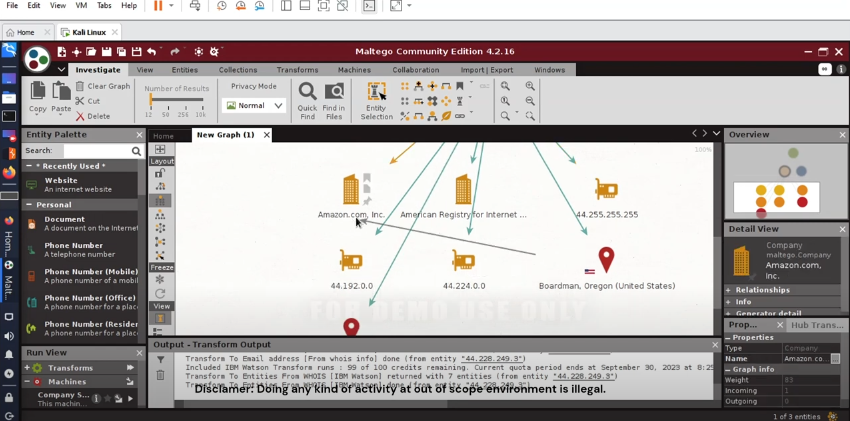 File Edit View VM Tabs Help
Home Kali Linux
Maltego Community Edition 4.2.16
Investigate View Entities Collections Transforms Machines Collaboration Import | Export Windows
Copy Paste Clear Graph Cut Delete
Number of Results
12 50 256 10k
Privacy Mode
Normal
Quick Find
Find in Files
Entity Selection
Entity Palette
Search:
* Recently Used *
Website
An internet website
Personal
Document
A document on the Internet
Phone Number
A telephone number
Phone Number (Mobile)
Phone Number (Office)
Phone Number (Resider
Run View
Transforms
Machines
Company S...
This machin...
Home New Graph (1)
Layout
Freeze
View
100%
Amazon.com, Inc. American Registry for Internet ... 44.255.255.255
44.192.0.0 44.224.0.0 Boardman, Oregon (United States)
FOR DEMO USE ONLY
Output - Transform Output
Transform To Email address [From whois info] done (from entity "44.228.249.3")
Included IBM Watson Transform runs : 99 of 100 credits remaining. Current quota period ends at September 30, 2023 at 8:25
Transform To Entities From WHOIS [IBM Watson] returned with 7 entities (from entity "44.228.249.3")
Transform To Entities From WHOIS [IBM Watson] done (from entity "44.228.249.3")
Disclamer: Doing any kind of activity at out of scope environment is illegal.
Overview
Detail View
Company
maltego.Company
Amazon.com, Inc.
Relationships
Info
Generator detail
Prop... Hub Trans...
Properties
Type Company
Name Amazon.co...
Graph info
Weight 83
Incoming 1
Outgoing 0
1 of 3 entities
Hom...
Malt...